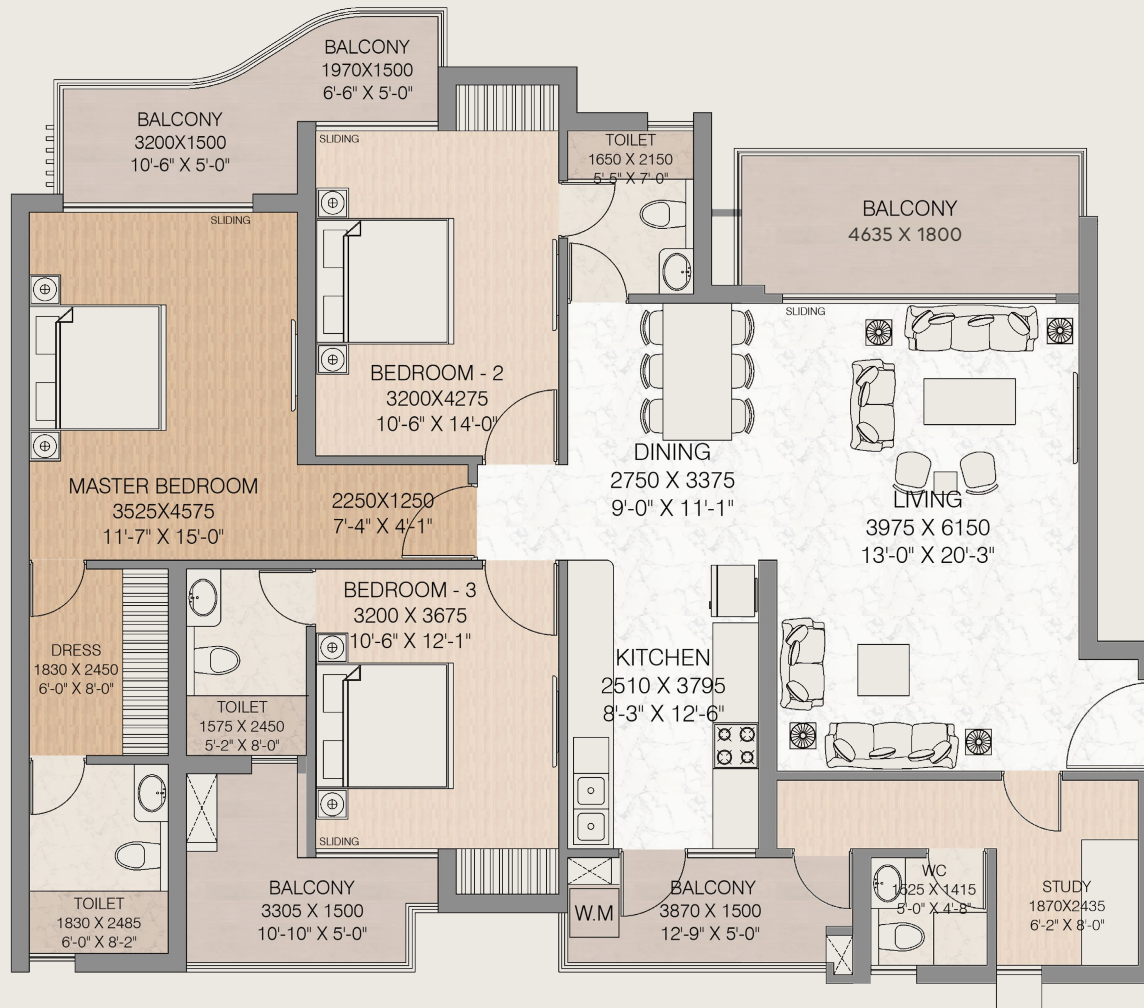 BALCONY
1970X1500
6'-6" X 5'-0"
BALCONY
3200X1500
10'-6" X 5'-0"
SLIDING
TOILET
1650 X 2150
5'-5" X 7'-0"
BALCONY
4635 X 1800
SLIDING
SLIDING
BEDROOM - 2
3200X4275
10'-6" X 14'-0"
DINING
2750 X 3375
9'-0" X 11'-1"
LIVING
3975 X 6150
13'-0" X 20'-3"
MASTER BEDROOM
3525X4575
11'-7" X 15'-0"
2250X1250
7'-4" X 4'-1"
BEDROOM - 3
3200 X 3675
10'-6" X 12'-1"
DRESS
1830 X 2450
6'-0" X 8'-0"
KITCHEN
2510 X 3795
8'-3" X 12'-6"
TOILET
1575 X 2450
5'-2" X 8'-0"
SLIDING
BALCONY
3305 X 1500
10'-10" X 5'-0"
W.M
BALCONY
3870 X 1500
12'-9" X 5'-0"
WC
1525 X 1415
5'-0" X 4'-8"
STUDY
1870X2435
6'-2" X 8'-0"
TOILET
1830 X 2485
6'-0" X 8'-2"